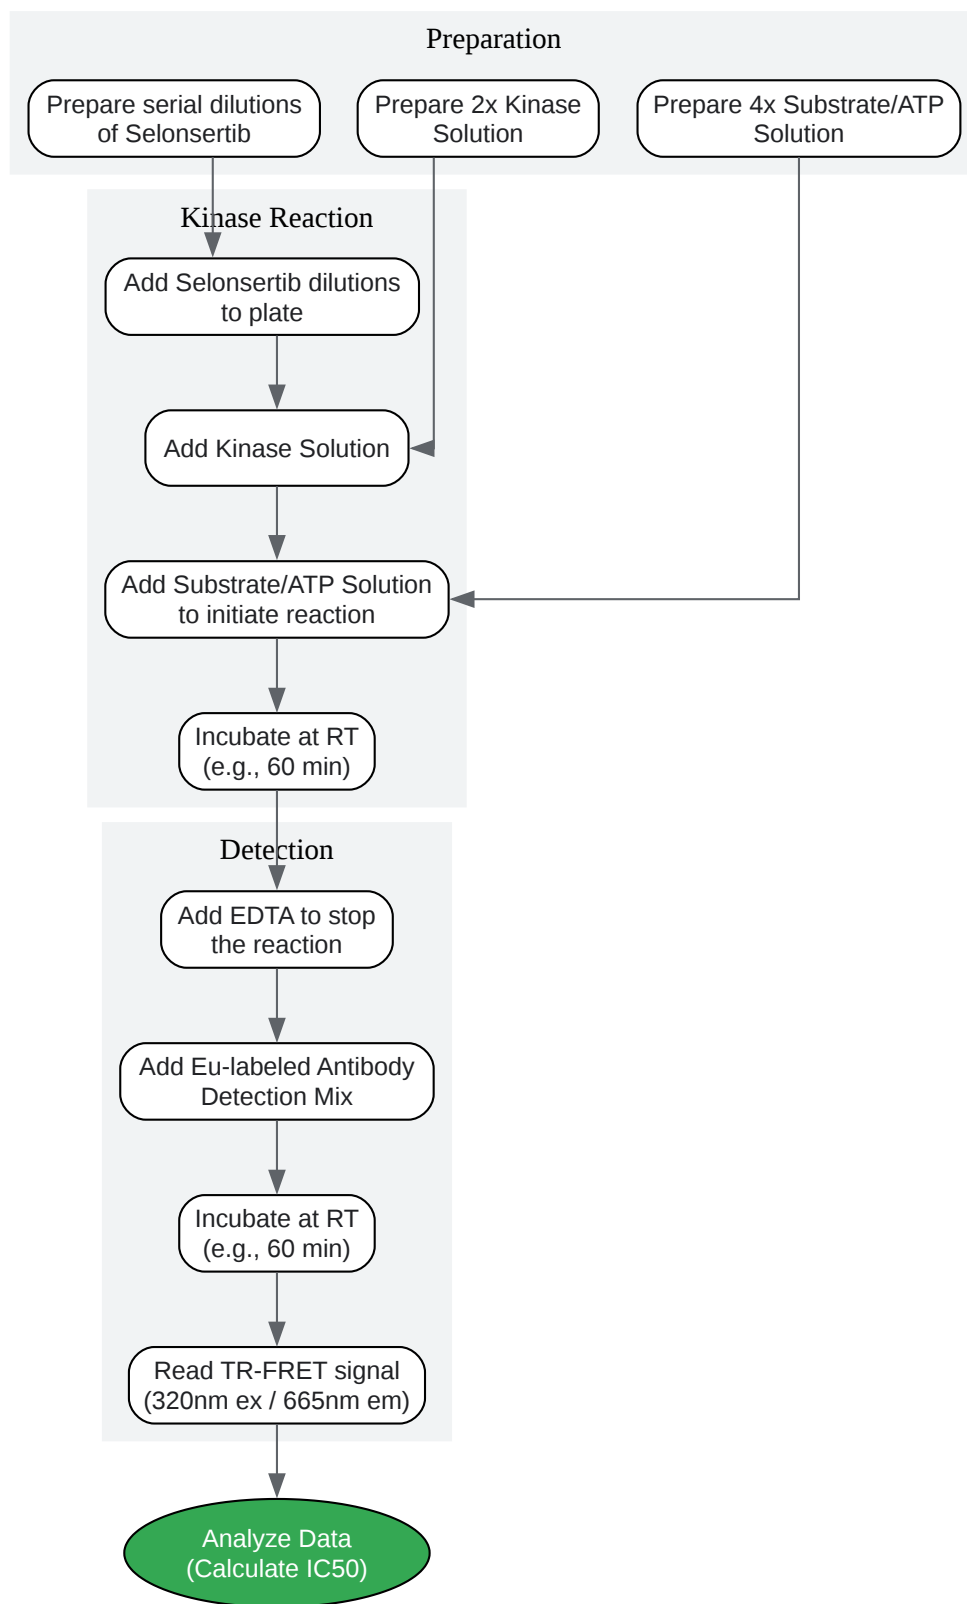 Preparation
Prepare serial dilutions
of Selonsertib
Prepare 2x Kinase
Solution
Prepare 4x Substrate/ATP
Solution
Kinase Reaction
Add Selonsertib dilutions
to plate
Add Kinase Solution
Add Substrate/ATP Solution
to initiate reaction
Incubate at RT
(e.g., 60 min)
Detection
Add EDTA to stop
the reaction
Add Eu-labeled Antibody
Detection Mix
Incubate at RT
(e.g., 60 min)
Read TR-FRET signal
(320nm ex / 665nm em)
Analyze Data
(Calculate IC50)